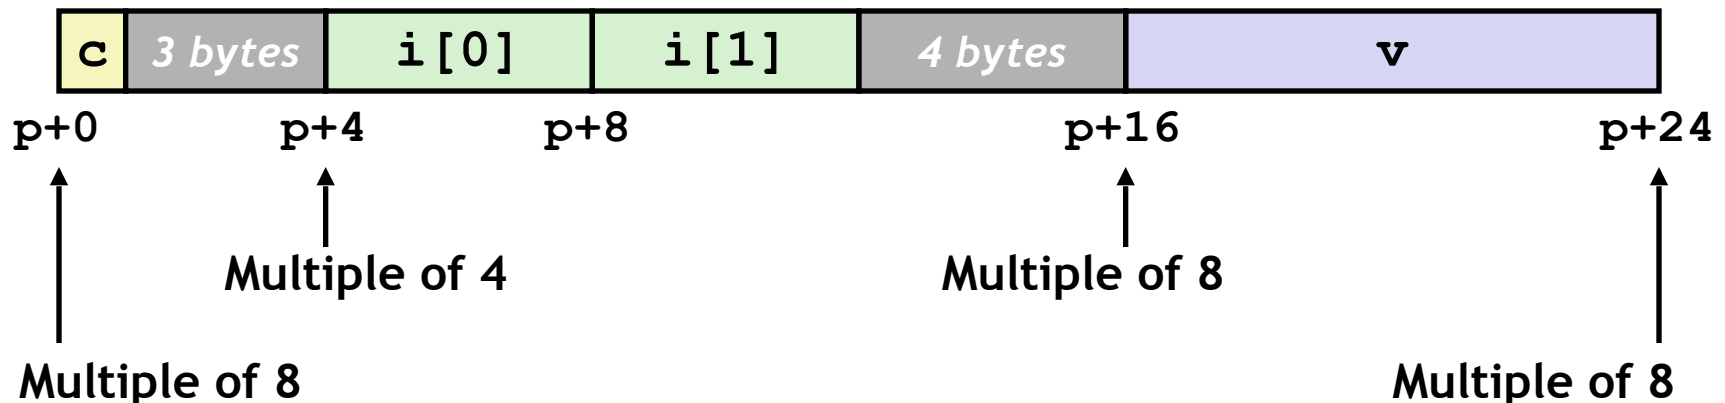 c 3 bytes i[0] i[1] 4 bytes v
p+0 p+4 p+8 p+16 p+24
Multiple of 4 Multiple of 8
Multiple of 8 Multiple of 8